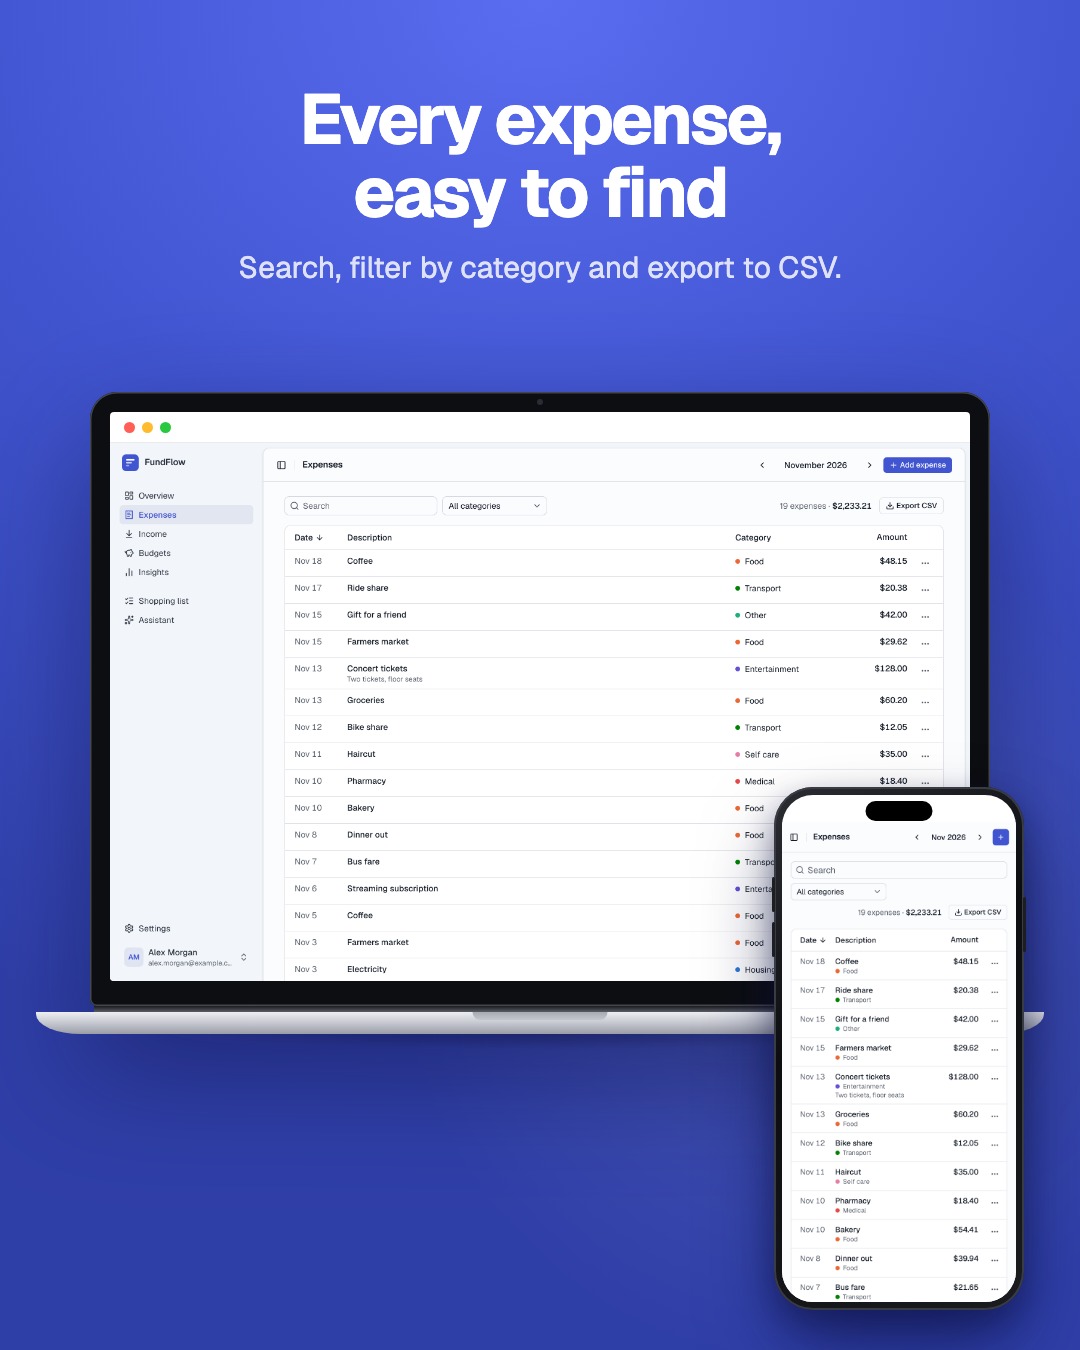 Every expense,
easy to find
Search, filter by category and export to CSV.
FundFlow
Overview
Expenses
Income
Budgets
Insights
Shopping list
Assistant
Settings
AM
Alex Morgan
alex.morgan@example.c...
Expenses
November 2026
+ Add expense
Search
All categories
19 expenses · $2,233.21
Export CSV
Date ↓ Description Category Amount
Nov 18 Coffee Food $48.15 ...
Nov 17 Ride share Transport $20.38 ...
Nov 15 Gift for a friend Other $42.00 ...
Nov 15 Farmers market Food $29.62 ...
Nov 13 Concert tickets Entertainment $128.00 ...
Two tickets, floor seats
Nov 13 Groceries Food $60.20 ...
Nov 12 Bike share Transport $12.05 ...
Nov 11 Haircut Self care $35.00 ...
Nov 10 Pharmacy Medical $18.40 ...
Nov 10 Bakery Food
Nov 8 Dinner out Food
Nov 7 Bus fare
Nov 6 Streaming subscription
Nov 5 Coffee Food
Nov 3 Farmers market Food
Nov 3 Electricity Housing
Expenses
Nov 2026
+
Search
All categories
19 expenses · $2,233.21
Export CSV
Date ↓ Description Amount
Nov 18 Coffee $48.15 ...
Food
Nov 17 Ride share $20.38 ...
Transport
Nov 15 Gift for a friend $42.00 ...
Other
Nov 15 Farmers market $29.62 ...
Food
Nov 13 Concert tickets $128.00 ...
Entertainment
Two tickets, floor seats
Nov 13 Groceries $60.20 ...
Food
Nov 12 Bike share $12.05 ...
Transport
Nov 11 Haircut $35.00 ...
Self care
Nov 10 Pharmacy $18.40 ...
Medical
Nov 10 Bakery $54.41 ...
Food
Nov 8 Dinner out $39.94 ...
Food
Nov 7 Bus fare $21.65 ...
Transport